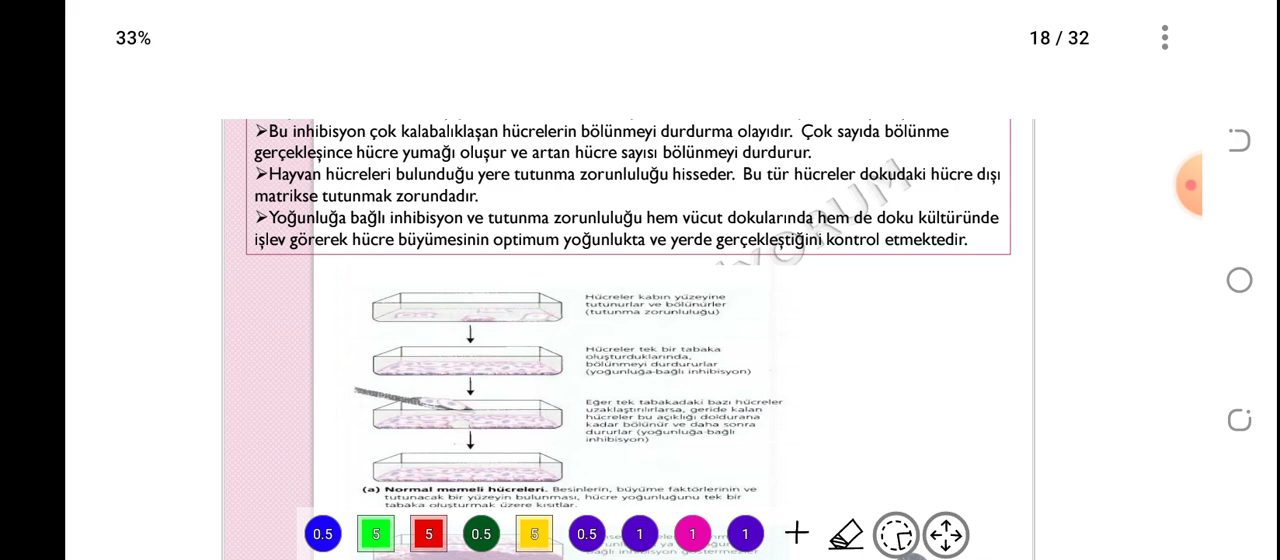 33%
18 / 32
➢Bu inhibisyon çok kalabalıklaşan hücrelerin bölünmeyi durdurma olayıdır. Çok sayıda bölünme
gerçekleşince hücre yumağı oluşur ve artan hücre sayısı bölünmeyi durdurur.
➢Hayvan hücreleri bulunduğu yere tutunma zorunluluğu hisseder. Bu tür hücreler dokudaki hücre dışı
matrikse tutunmak zorundadır.
➢Yoğunluğa bağlı inhibisyon ve tutunma zorunluluğu hem vücut dokularında hem de doku kültüründe
işlev görerek hücre büyümesinin optimum yoğunlukta ve yerde gerçekleştiğini kontrol etmektedir.
YORUM
Hücreler kabın yüzeyine
tutunurlar ve bölünürler
(tutunma zorunluluğu)
Hücreler tek bir tabaka
oluşturduklarında,
bölünmeyi durdururlar
(yoğunluğa-bağlı inhibisyon)
Eğer tek tabakadaki bazı hücreler
uzaklaştırılırlarsa, geride kalan
hücreler bu açıklığı doldurana
kadar bölünür ve daha sonra
dururlar (yoğunluğa-bağlı
inhibisyon)
(a) Normal memeli hücreleri. Besinlerin, büyüme faktörlerinin ve
tutunacak bir yüzeyin bulunması, hücre yoğunluğunu tek bir
tabaka oluşturmak üzere kısıtlar.
0.5 5 5 0.5 5 0.5 1 1 1
bağlı inhibisyon göstermezler